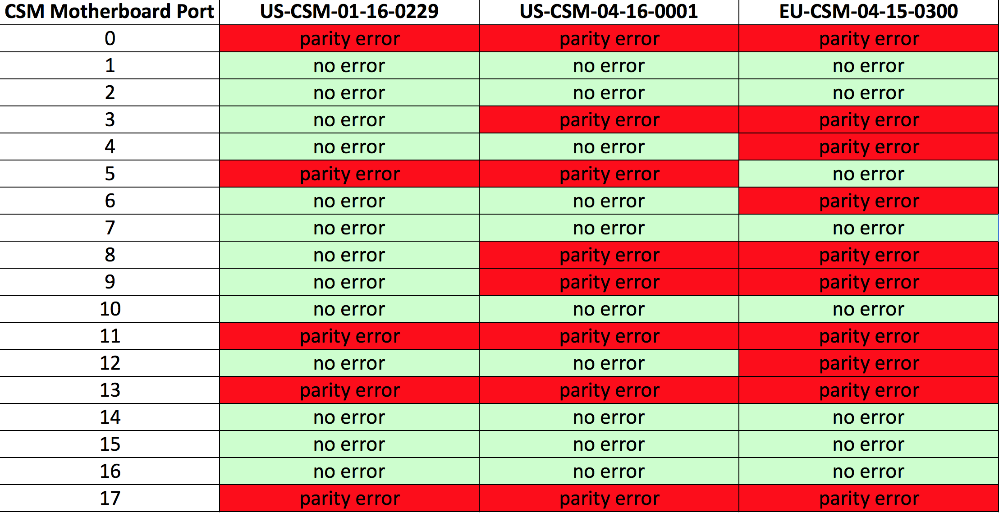 CSM Motherboard Port US-CSM-01-16-0229 US-CSM-04-16-0001 EU-CSM-04-15-0300
0 parity error parity error parity error
1 no error no error no error
2 no error no error no error
3 no error parity error parity error
4 no error no error parity error
5 parity error parity error no error
6 no error no error parity error
7 no error no error no error
8 no error parity error parity error
9 no error parity error parity error
10 no error no error no error
11 parity error parity error parity error
12 no error no error parity error
13 parity error parity error parity error
14 no error no error no error
15 no error no error no error
16 no error no error no error
17 parity error parity error parity error